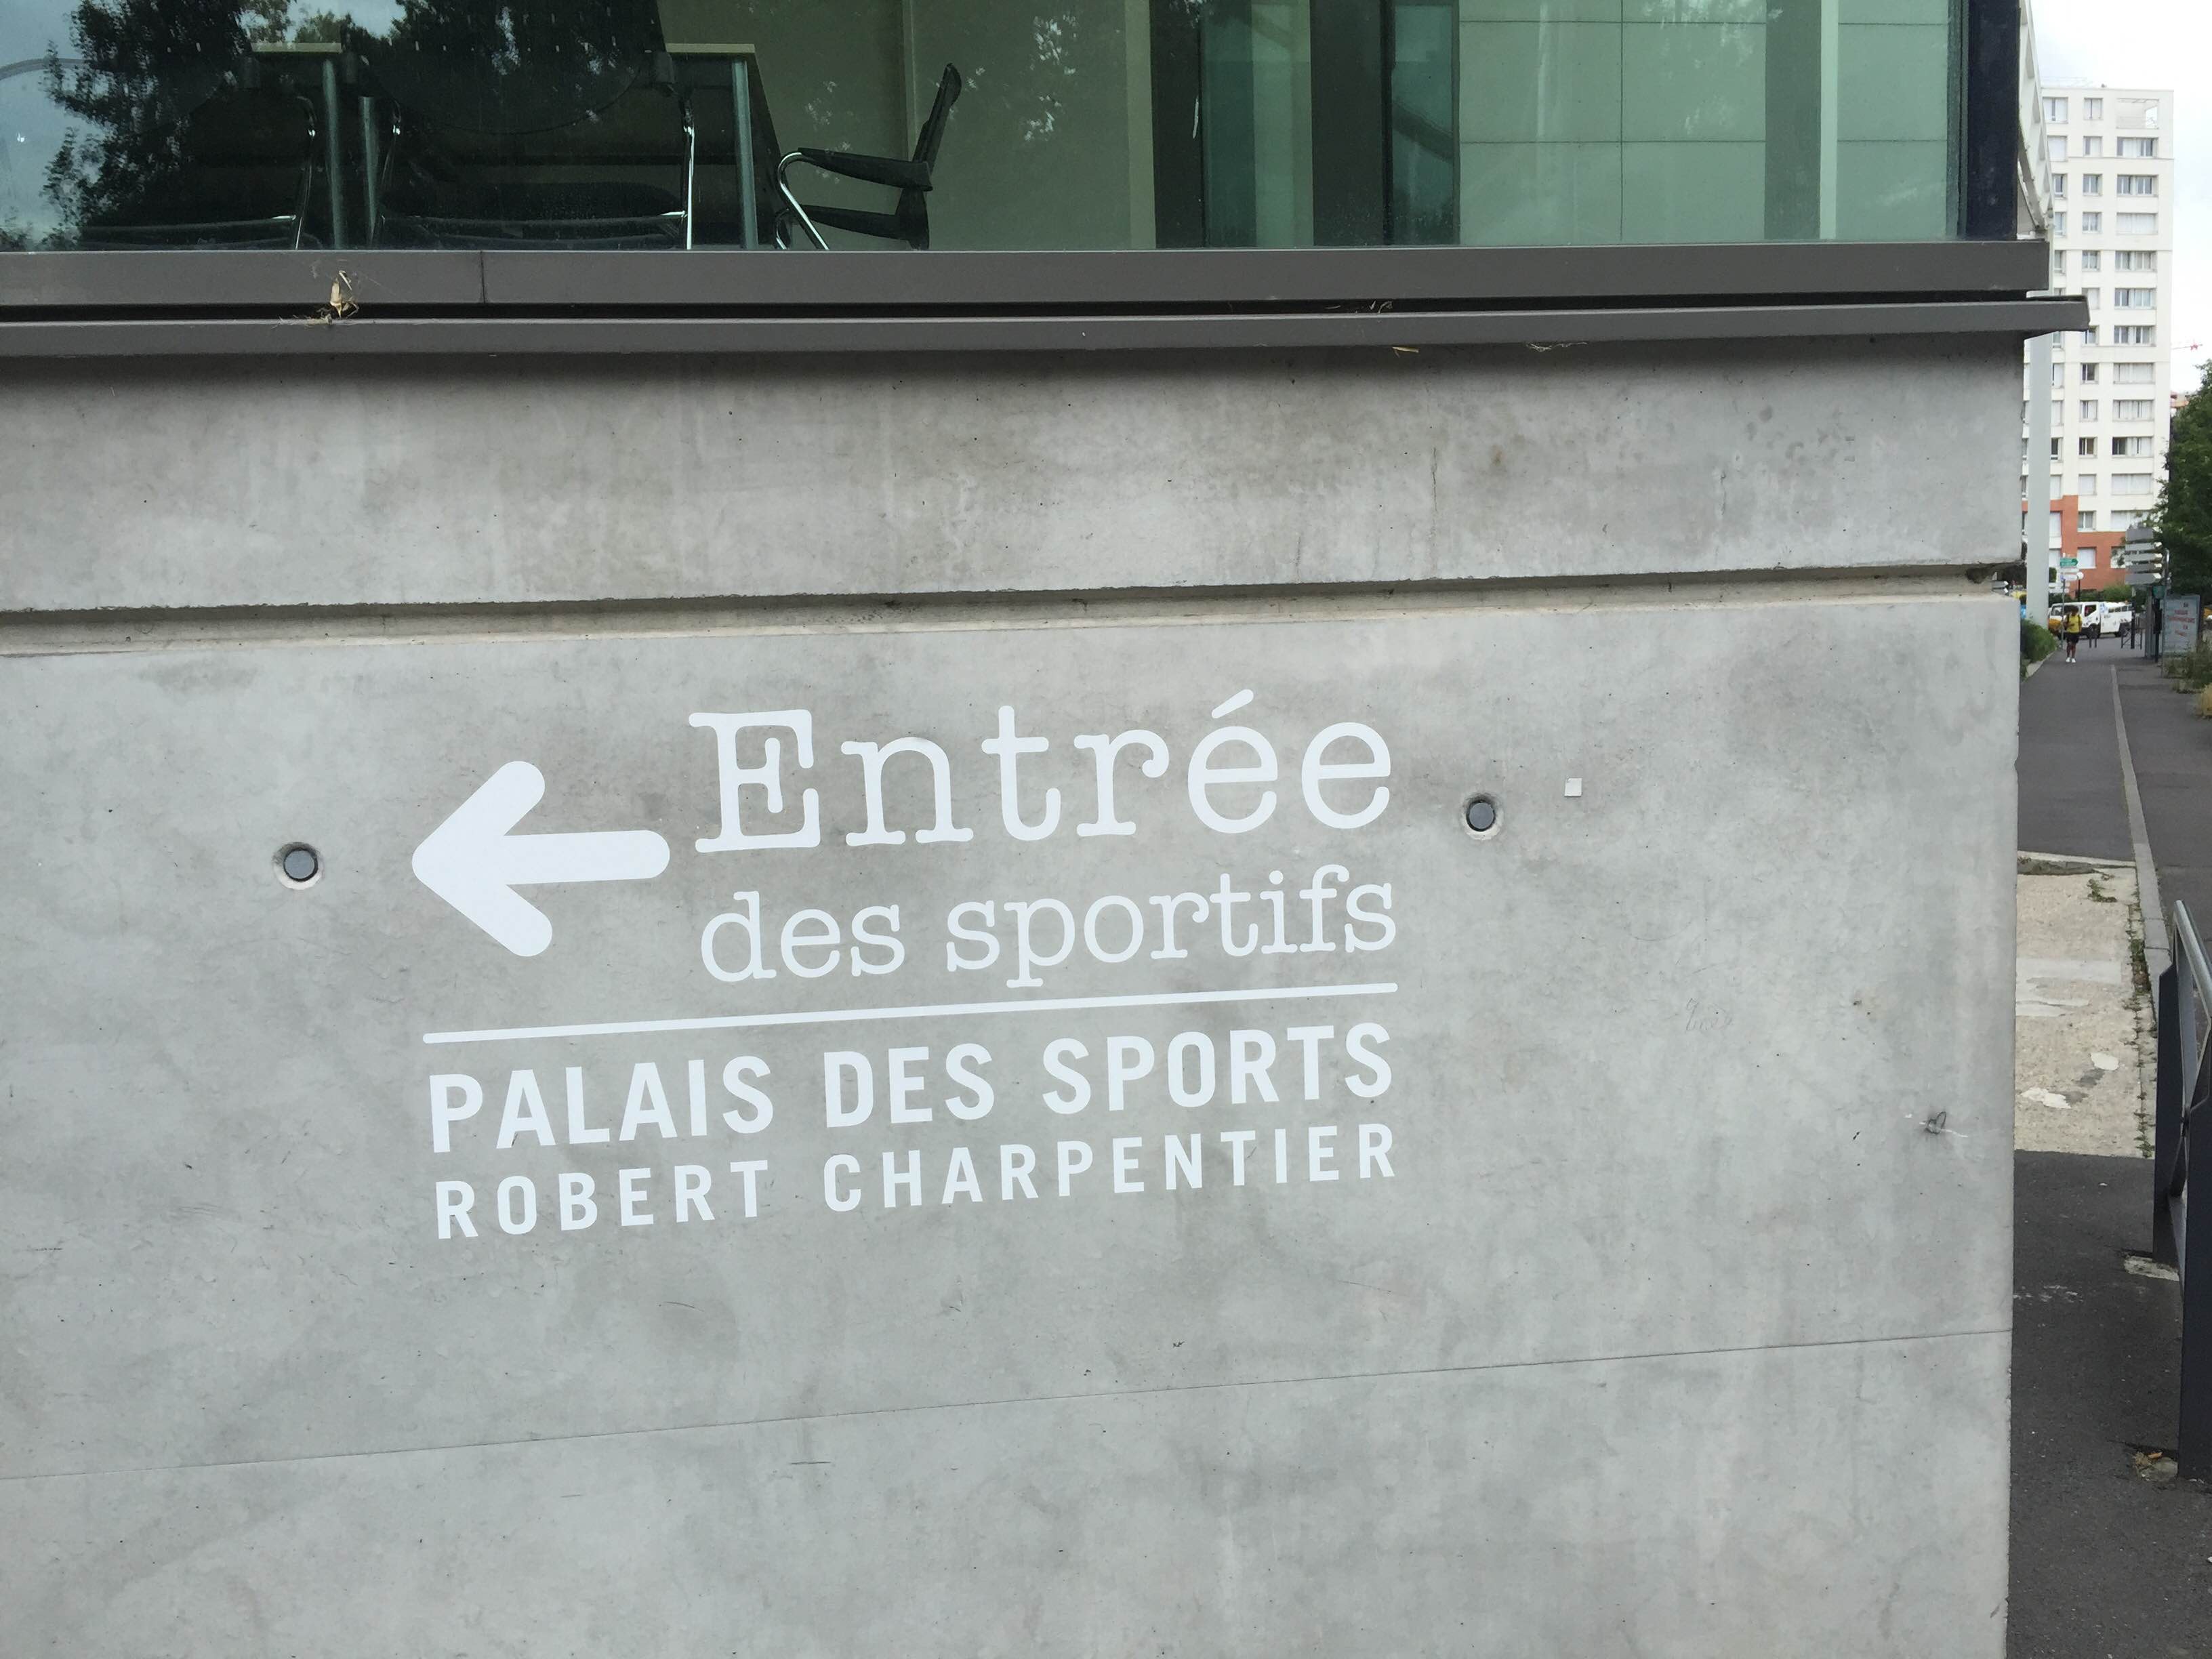 Entrée
des sportifs
PALAIS DES SPORTS
ROBERT CHARPENTIER